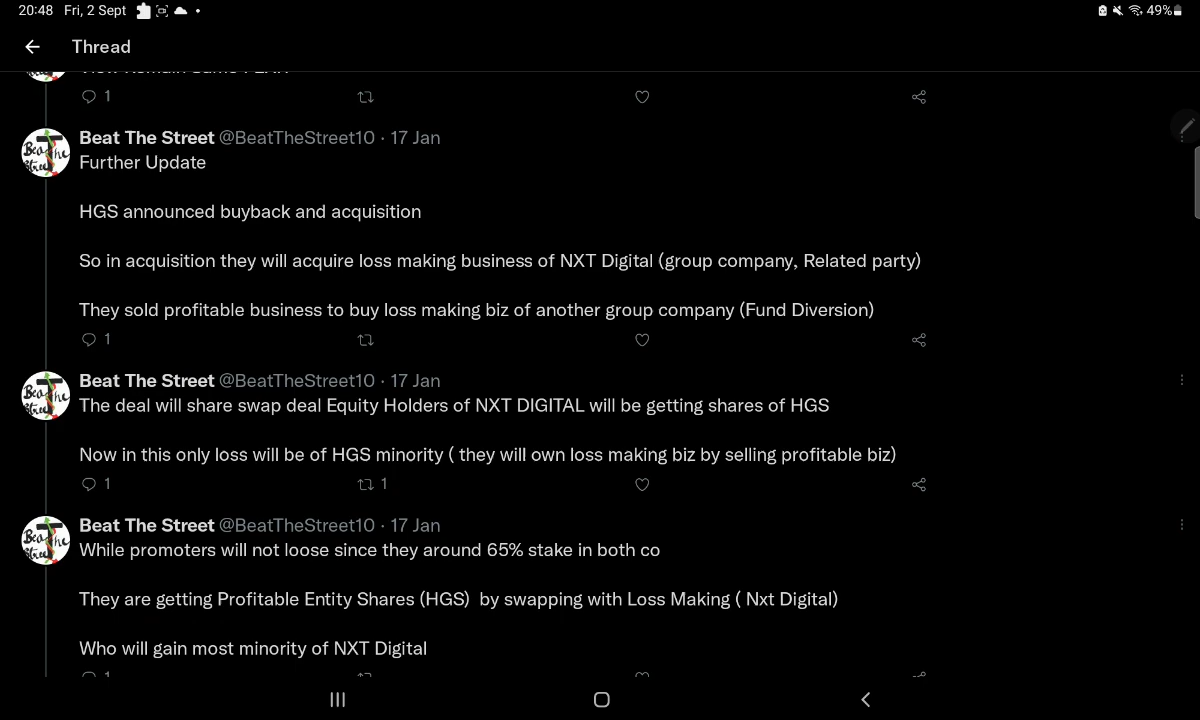 20:48 Fri, 2 Sept 49%
Thread
1
Beat The Street @BeatTheStreet10 · 17 Jan
Further Update
HGS announced buyback and acquisition
So in acquisition they will acquire loss making business of NXT Digital (group company, Related party)
They sold profitable business to buy loss making biz of another group company (Fund Diversion)
1
Beat The Street @BeatTheStreet10 · 17 Jan
The deal will share swap deal Equity Holders of NXT DIGITAL will be getting shares of HGS
Now in this only loss will be of HGS minority ( they will own loss making biz by selling profitable biz)
1 1
Beat The Street @BeatTheStreet10 · 17 Jan
While promoters will not loose since they around 65% stake in both co
They are getting Profitable Entity Shares (HGS) by swapping with Loss Making ( Nxt Digital)
Who will gain most minority of NXT Digital
1